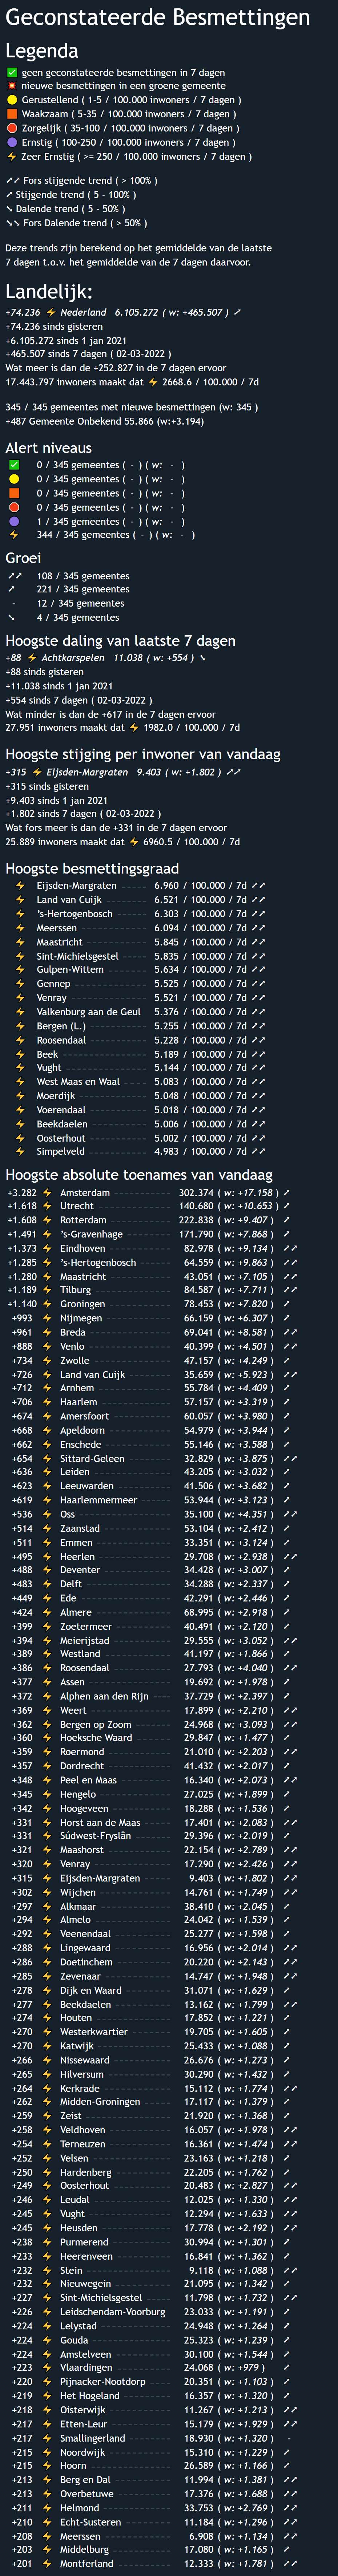 Geconstateerde Besmettingen
Legenda
✅ geen geconstateerde besmettingen in 7 dagen
💥 nieuwe besmettingen in een groene gemeente
🟡 Gerustellend ( 1-5 / 100.000 inwoners / 7 dagen )
🟧 Waakzaam ( 5-35 / 100.000 inwoners / 7 dagen )
🔴 Zorgelijk ( 35-100 / 100.000 inwoners / 7 dagen )
🟣 Ernstig ( 100-250 / 100.000 inwoners / 7 dagen )
⚡ Zeer Ernstig ( >= 250 / 100.000 inwoners / 7 dagen )
⤤⤤ Fors stijgende trend ( > 100% )
⤤ Stijgende trend ( 5 - 100% )
⤥ Dalende trend ( 5 - 50% )
⤥⤥ Fors Dalende trend ( > 50% )
Deze trends zijn berekend op het gemiddelde van de laatste
7 dagen t.o.v. het gemiddelde van de 7 dagen daarvoor.
Landelijk:
+74.236 ⚡ Nederland 6.105.272 ( w: +465.507 ) ⤤
+74.236 sinds gisteren
+6.105.272 sinds 1 jan 2021
+465.507 sinds 7 dagen ( 02-03-2022 )
Wat meer is dan de +252.827 in de 7 dagen ervoor
17.443.797 inwoners maakt dat ⚡ 2668.6 / 100.000 / 7d
345 / 345 gemeentes met nieuwe besmettingen (w: 345 )
+487 Gemeente Onbekend 55.866 (w:+3.194)
Alert niveaus
✅ 0 / 345 gemeentes ( - ) ( w: - )
🟡 0 / 345 gemeentes ( - ) ( w: - )
🟧 0 / 345 gemeentes ( - ) ( w: - )
🔴 0 / 345 gemeentes ( - ) ( w: - )
🟣 1 / 345 gemeentes ( - ) ( w: - )
⚡ 344 / 345 gemeentes ( - ) ( w: - )
Groei
⤤⤤ 108 / 345 gemeentes
⤤ 221 / 345 gemeentes
- 12 / 345 gemeentes
⤥ 4 / 345 gemeentes
Hoogste daling van laatste 7 dagen
+88 ⚡ Achtkarspelen 11.038 ( w: +554 ) ⤥
+88 sinds gisteren
+11.038 sinds 1 jan 2021
+554 sinds 7 dagen ( 02-03-2022 )
Wat minder is dan de +617 in de 7 dagen ervoor
27.951 inwoners maakt dat ⚡ 1982.0 / 100.000 / 7d
Hoogste stijging per inwoner van vandaag
+315 ⚡ Eijsden-Margraten 9.403 ( w: +1.802 ) ⤤⤤
+315 sinds gisteren
+9.403 sinds 1 jan 2021
+1.802 sinds 7 dagen ( 02-03-2022 )
Wat fors meer is dan de +331 in de 7 dagen ervoor
25.889 inwoners maakt dat ⚡ 6960.5 / 100.000 / 7d
Hoogste besmettingsgraad
⚡ Eijsden-Margraten 6.960 / 100.000 / 7d ⤤⤤
⚡ Land van Cuijk 6.521 / 100.000 / 7d ⤤⤤
⚡ 's-Hertogenbosch 6.303 / 100.000 / 7d ⤤⤤
⚡ Meerssen 6.094 / 100.000 / 7d ⤤⤤
⚡ Maastricht 5.845 / 100.000 / 7d ⤤⤤
⚡ Sint-Michielsgestel 5.835 / 100.000 / 7d ⤤⤤
⚡ Gulpen-Wittem 5.634 / 100.000 / 7d ⤤⤤
⚡ Gennep 5.525 / 100.000 / 7d ⤤⤤
⚡ Venray 5.521 / 100.000 / 7d ⤤⤤
⚡ Valkenburg aan de Geul 5.376 / 100.000 / 7d ⤤⤤
⚡ Bergen (L.) 5.255 / 100.000 / 7d ⤤⤤
⚡ Roosendaal 5.228 / 100.000 / 7d ⤤⤤
⚡ Beek 5.189 / 100.000 / 7d ⤤⤤
⚡ Vught 5.144 / 100.000 / 7d ⤤⤤
⚡ West Maas en Waal 5.083 / 100.000 / 7d ⤤⤤
⚡ Moerdijk 5.048 / 100.000 / 7d ⤤⤤
⚡ Voerendaal 5.018 / 100.000 / 7d ⤤⤤
⚡ Beekdaelen 5.006 / 100.000 / 7d ⤤⤤
⚡ Oosterhout 5.002 / 100.000 / 7d ⤤⤤
⚡ Simpelveld 4.983 / 100.000 / 7d ⤤⤤
Hoogste absolute toenames van vandaag
+3.282 ⚡ Amsterdam 302.374 ( w: +17.158 ) ⤤
+1.618 ⚡ Utrecht 140.680 ( w: +10.653 ) ⤤
+1.608 ⚡ Rotterdam 222.838 ( w: +9.407 ) ⤤
+1.491 ⚡ 's-Gravenhage 171.790 ( w: +7.868 ) ⤤
+1.373 ⚡ Eindhoven 82.978 ( w: +9.134 ) ⤤⤤
+1.285 ⚡ 's-Hertogenbosch 64.559 ( w: +9.863 ) ⤤⤤
+1.280 ⚡ Maastricht 43.051 ( w: +7.105 ) ⤤⤤
+1.189 ⚡ Tilburg 84.587 ( w: +7.711 ) ⤤⤤
+1.140 ⚡ Groningen 78.453 ( w: +7.820 ) ⤤
+993 ⚡ Nijmegen 66.159 ( w: +6.307 ) ⤤
+961 ⚡ Breda 69.041 ( w: +8.581 ) ⤤⤤
+888 ⚡ Venlo 40.399 ( w: +4.501 ) ⤤⤤
+734 ⚡ Zwolle 47.157 ( w: +4.249 ) ⤤
+726 ⚡ Land van Cuijk 35.659 ( w: +5.923 ) ⤤⤤
+712 ⚡ Arnhem 55.784 ( w: +4.409 ) ⤤
+706 ⚡ Haarlem 57.157 ( w: +3.319 ) ⤤
+674 ⚡ Amersfoort 60.057 ( w: +3.980 ) ⤤
+668 ⚡ Apeldoorn 54.979 ( w: +3.944 ) ⤤
+662 ⚡ Enschede 55.146 ( w: +3.588 ) ⤤
+654 ⚡ Sittard-Geleen 32.829 ( w: +3.875 ) ⤤⤤
+636 ⚡ Leiden 43.205 ( w: +3.032 ) ⤤
+623 ⚡ Leeuwarden 41.506 ( w: +3.682 ) ⤤
+619 ⚡ Haarlemmermeer 53.944 ( w: +3.123 ) ⤤
+536 ⚡ Oss 35.100 ( w: +4.351 ) ⤤⤤
+514 ⚡ Zaanstad 53.104 ( w: +2.412 ) ⤤
+511 ⚡ Emmen 33.351 ( w: +3.124 ) ⤤
+495 ⚡ Heerlen 29.708 ( w: +2.938 ) ⤤⤤
+488 ⚡ Deventer 34.428 ( w: +3.007 ) ⤤
+483 ⚡ Delft 34.288 ( w: +2.337 ) ⤤
+449 ⚡ Ede 42.291 ( w: +2.446 ) ⤤
+424 ⚡ Almere 68.995 ( w: +2.918 ) ⤤
+399 ⚡ Zoetermeer 40.491 ( w: +2.120 ) ⤤
+394 ⚡ Meierijstad 29.555 ( w: +3.052 ) ⤤⤤
+389 ⚡ Westland 41.197 ( w: +1.866 ) ⤤
+386 ⚡ Roosendaal 27.793 ( w: +4.040 ) ⤤⤤
+377 ⚡ Assen 19.692 ( w: +1.978 ) ⤤
+372 ⚡ Alphen aan den Rijn 37.729 ( w: +2.397 ) ⤤
+369 ⚡ Weert 17.899 ( w: +2.210 ) ⤤⤤
+362 ⚡ Bergen op Zoom 24.968 ( w: +3.093 ) ⤤⤤
+360 ⚡ Hoeksche Waard 29.847 ( w: +1.477 ) ⤤
+359 ⚡ Roermond 21.010 ( w: +2.203 ) ⤤⤤
+357 ⚡ Dordrecht 41.432 ( w: +2.017 ) ⤤
+348 ⚡ Peel en Maas 16.340 ( w: +2.073 ) ⤤⤤
+345 ⚡ Hengelo 27.025 ( w: +1.899 ) ⤤
+342 ⚡ Hoogeveen 18.288 ( w: +1.536 ) ⤤
+331 ⚡ Horst aan de Maas 17.401 ( w: +2.083 ) ⤤⤤
+331 ⚡ Súdwest-Fryslân 29.396 ( w: +2.019 ) ⤤
+321 ⚡ Maashorst 22.154 ( w: +2.789 ) ⤤⤤
+320 ⚡ Venray 17.290 ( w: +2.426 ) ⤤⤤
+315 ⚡ Eijsden-Margraten 9.403 ( w: +1.802 ) ⤤⤤
+302 ⚡ Wijchen 14.761 ( w: +1.749 ) ⤤⤤
+297 ⚡ Alkmaar 38.410 ( w: +2.045 ) ⤤
+294 ⚡ Almelo 24.042 ( w: +1.539 ) ⤤
+292 ⚡ Veenendaal 25.277 ( w: +1.598 ) ⤤
+288 ⚡ Lingewaard 16.956 ( w: +2.014 ) ⤤⤤
+286 ⚡ Doetinchem 20.220 ( w: +2.143 ) ⤤⤤
+285 ⚡ Zevenaar 14.747 ( w: +1.948 ) ⤤⤤
+278 ⚡ Dijk en Waard 31.071 ( w: +1.629 ) ⤤
+277 ⚡ Beekdaelen 13.162 ( w: +1.799 ) ⤤⤤
+274 ⚡ Houten 17.852 ( w: +1.221 ) ⤤
+270 ⚡ Westerkwartier 19.705 ( w: +1.605 ) ⤤
+270 ⚡ Katwijk 25.433 ( w: +1.088 ) ⤤
+266 ⚡ Nissewaard 26.676 ( w: +1.273 ) ⤤
+265 ⚡ Hilversum 30.290 ( w: +1.432 ) ⤤
+264 ⚡ Kerkrade 15.112 ( w: +1.774 ) ⤤⤤
+262 ⚡ Midden-Groningen 17.117 ( w: +1.379 ) ⤤
+259 ⚡ Zeist 21.920 ( w: +1.368 ) ⤤
+258 ⚡ Veldhoven 16.057 ( w: +1.978 ) ⤤⤤
+254 ⚡ Terneuzen 16.361 ( w: +1.474 ) ⤤⤤
+252 ⚡ Velsen 23.163 ( w: +1.218 ) ⤤
+250 ⚡ Hardenberg 22.205 ( w: +1.762 ) ⤤
+249 ⚡ Oosterhout 20.483 ( w: +2.827 ) ⤤⤤
+246 ⚡ Leudal 12.025 ( w: +1.330 ) ⤤⤤
+245 ⚡ Vught 12.294 ( w: +1.633 ) ⤤⤤
+245 ⚡ Heusden 17.778 ( w: +2.192 ) ⤤⤤
+238 ⚡ Purmerend 30.994 ( w: +1.301 ) ⤤
+233 ⚡ Heerenveen 16.841 ( w: +1.362 ) ⤤
+232 ⚡ Stein 9.118 ( w: +1.088 ) ⤤⤤
+232 ⚡ Nieuwegein 21.095 ( w: +1.342 ) ⤤
+227 ⚡ Sint-Michielsgestel 11.798 ( w: +1.732 ) ⤤⤤
+226 ⚡ Leidschendam-Voorburg 23.033 ( w: +1.191 ) ⤤
+224 ⚡ Lelystad 24.948 ( w: +1.264 ) ⤤
+224 ⚡ Gouda 25.323 ( w: +1.239 ) ⤤
+224 ⚡ Amstelveen 30.100 ( w: +1.544 ) ⤤
+223 ⚡ Vlaardingen 24.068 ( w: +979 ) ⤤
+220 ⚡ Pijnacker-Nootdorp 20.351 ( w: +1.103 ) ⤤
+219 ⚡ Het Hogeland 16.357 ( w: +1.320 ) ⤤
+218 ⚡ Oisterwijk 11.267 ( w: +1.213 ) ⤤⤤
+217 ⚡ Etten-Leur 15.179 ( w: +1.929 ) ⤤⤤
+217 ⚡ Smallingerland 18.930 ( w: +1.320 ) -
+215 ⚡ Noordwijk 15.310 ( w: +1.229 ) ⤤
+215 ⚡ Hoorn 26.589 ( w: +1.166 ) ⤤
+213 ⚡ Berg en Dal 11.994 ( w: +1.381 ) ⤤⤤
+213 ⚡ Overbetuwe 17.376 ( w: +1.688 ) ⤤⤤
+211 ⚡ Helmond 33.753 ( w: +2.769 ) ⤤⤤
+210 ⚡ Echt-Susteren 11.184 ( w: +1.296 ) ⤤⤤
+208 ⚡ Meerssen 6.908 ( w: +1.134 ) ⤤⤤
+203 ⚡ Middelburg 17.080 ( w: +1.165 ) ⤤
+201 ⚡ Montferland 12.333 ( w: +1.781 ) ⤤⤤